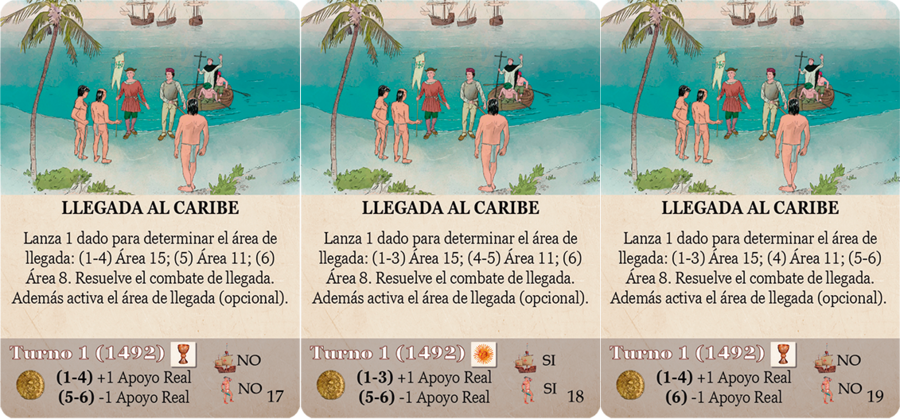 LLEGADA AL CARIBE
Lanza 1 dado para determinar el área de
llegada: (1-4) Área 15; (5) Área 11; (6)
Área 8. Resuelve el combate de llegada.
Además activa el área de llegada (opcional).
Turno 1 (1492)
NO
(1-4) +1 Apoyo Real
(5-6) -1 Apoyo Real
NO
17
LLEGADA AL CARIBE
Lanza 1 dado para determinar el área de
llegada: (1-3) Área 15; (4-5) Área 11; (6)
Área 8. Resuelve el combate de llegada.
Además activa el área de llegada (opcional).
Turno 1 (1492)
SI
(1-3) +1 Apoyo Real
(5-6) -1 Apoyo Real
SI
18
LLEGADA AL CARIBE
Lanza 1 dado para determinar el área de
llegada: (1-3) Área 15; (4) Área 11; (5-6)
Área 8. Resuelve el combate de llegada.
Además activa el área de llegada (opcional).
Turno 1 (1492)
NO
(1-4) +1 Apoyo Real
(6) -1 Apoyo Real
NO
19